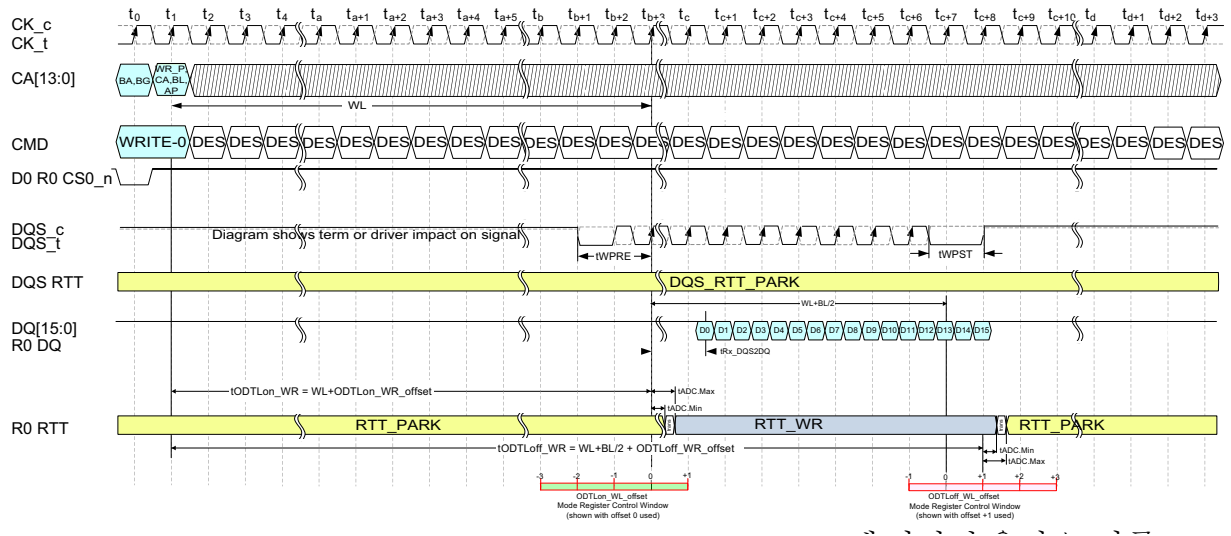 t0 t1 t2 t3 t4 ta ta+1 ta+2 ta+3 ta+4 ta+5 tb tb+1 tb+2 tb+3 tc tc+1 tc+2 tc+3 tc+4 tc+5 tc+6 tc+7 tc+8 tc+9 tc+10 td td+1 td+2 td+3
CK_c
CK_t
CA[13:0]
BA,BG
WR_P
CA,BL,
AP
WL
CMD
WRITE-0 DES DES DES DES DES DES DES DES DES DES DES DES DES DES DES DES DES DES DES DES DES DES DES DES DES DES DES DES
D0 R0 CS0_n
DQS_c
DQS_t
Diagram shows term or driver impact on signal
tWPRE
tWPST
DQS RTT
DQS_RTT_PARK
WL+BL/2
DQ[15:0]
R0 DQ
D0 D1 D2 D3 D4 D5 D6 D7 D8 D9 D10 D11 D12 D13 D14 D15
tRx_DQS2DQ
tODTLon_WR = WL+ODTLon_WR_offset
tADC.Max
tADC.Min
R0 RTT
RTT_PARK
RTT_WR
RTT_PARK
tODTLoff_WR = WL+BL/2 + ODTLoff_WR_offset
tADC.Min
tADC.Max
-3 -2 -1 0 +1
ODTLon_WL_offset
Mode Register Control Window
(shown with offset 0 used)
-1 0 +1 +2 +3
ODTLoff_WL_offset
Mode Register Control Window
(shown with offset +1 used)